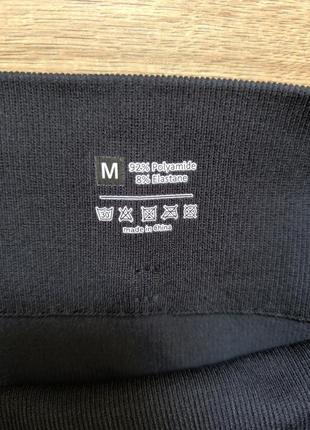 M
92% Polyamide
8% Elastane
made in China